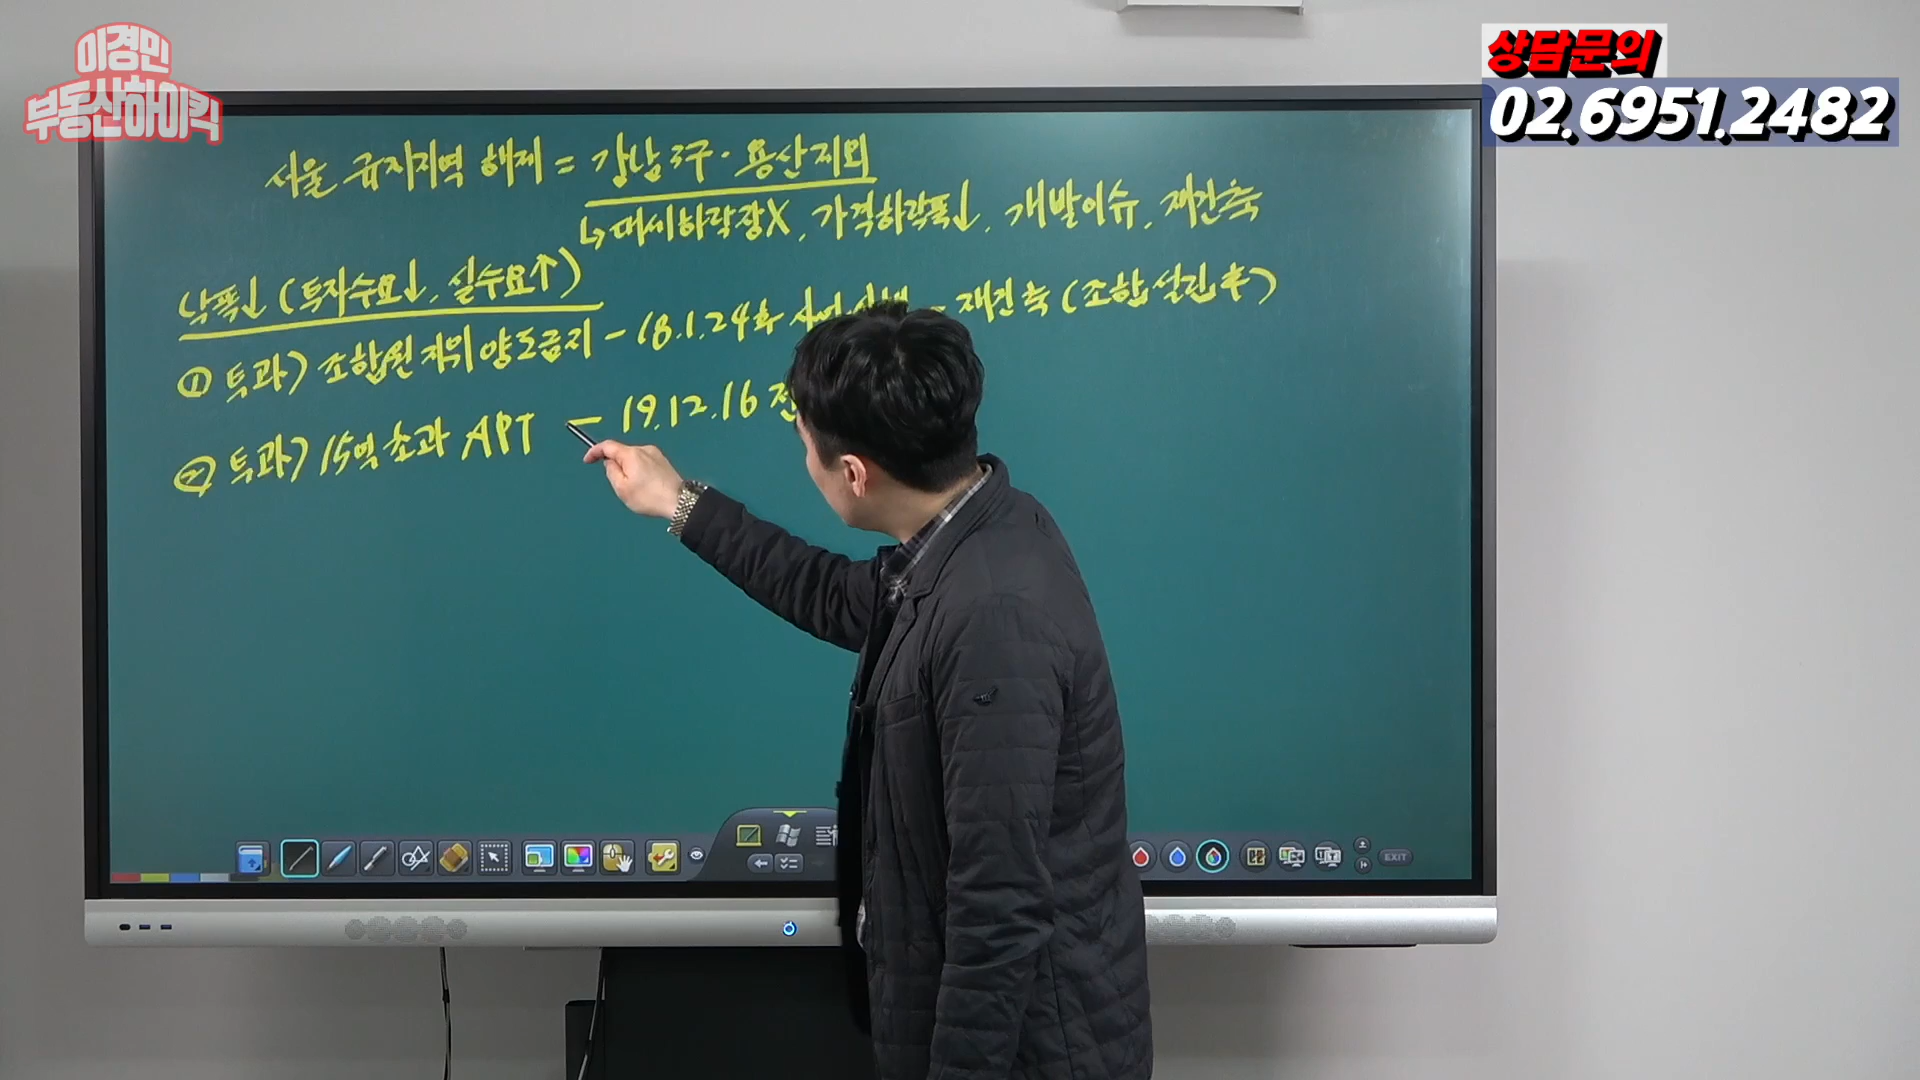 이경민
부동산하이킥
상담문의
02.6951.2482
서울 규제지역 해제 = 강남3구·용산제외
↳ 대세하락장X, 가격하락폭↓, 개발이슈, 재건축
낙폭↓ (투자수요↓, 실수요↑)
① 투과) 조합원 지위 양도금지 - 18.1.24후 - 재건축 (조합설립 후)
② 투과) 15억 초과 APT - 19.12.16 전
EXIT